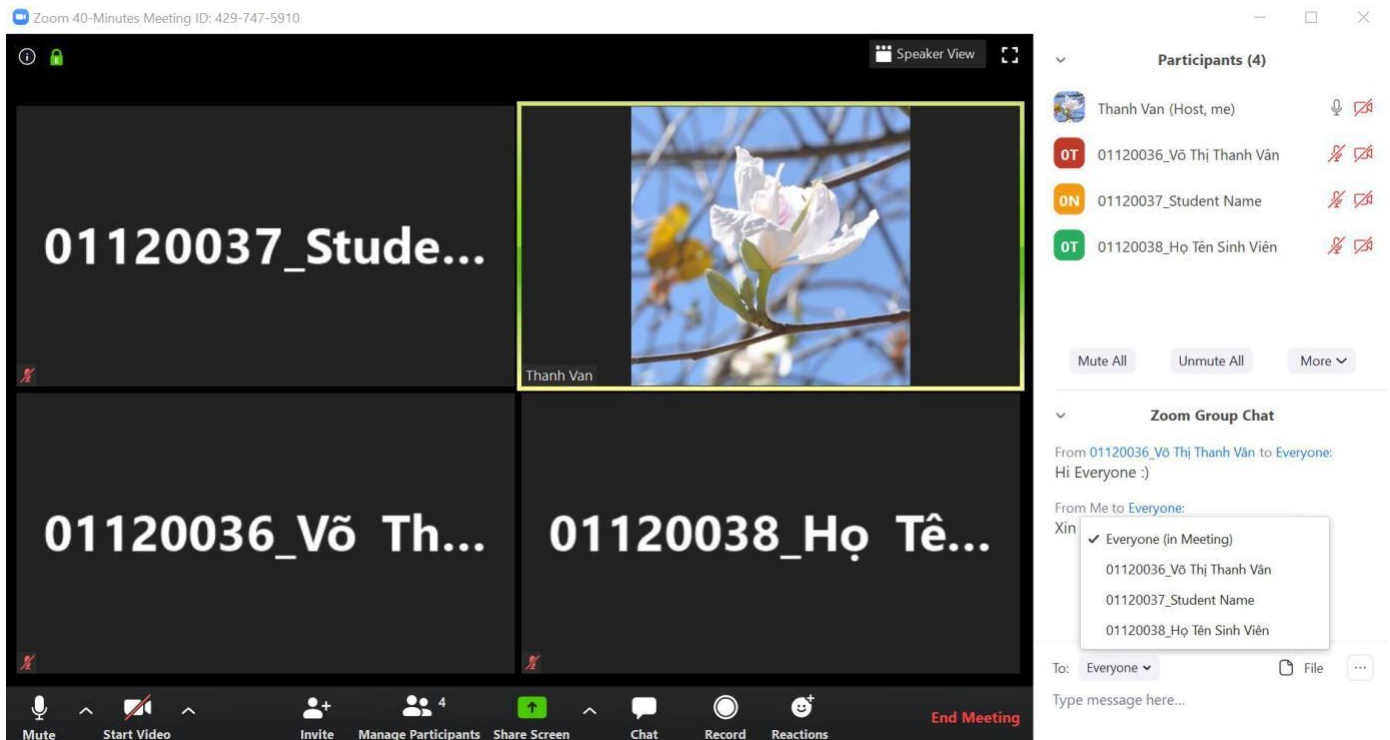 Zoom 40-Minutes Meeting ID: 429-747-5910
Speaker View
01120037_Stude...
Thanh Van
01120036_Võ Th...
01120038_Họ Tê...
Mute
Start Video
Invite
4
Manage Participants
Share Screen
Chat
Record
Reactions
End Meeting
Participants (4)
Thanh Van (Host, me)
0T 01120036_Võ Thị Thanh Vân
0N 01120037_Student Name
0T 01120038_Họ Tên Sinh Viên
Mute All Unmute All More
Zoom Group Chat
From 01120036_Võ Thị Thanh Vân to Everyone:
Hi Everyone :)
From Me to Everyone:
Xin
Everyone (in Meeting)
01120036_Võ Thị Thanh Vân
01120037_Student Name
01120038_Họ Tên Sinh Viên
To: Everyone File ...
Type message here...